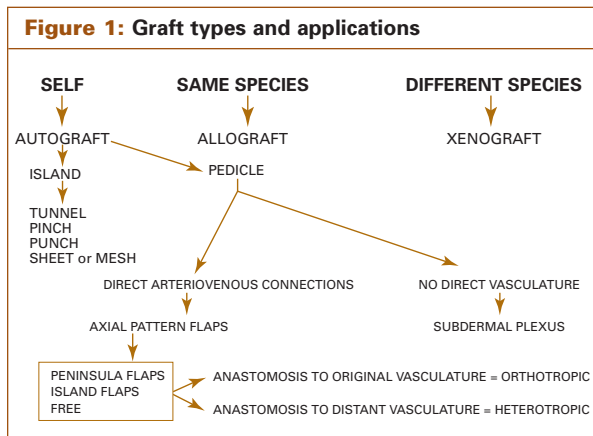 Figure 1: Graft types and applications
SELF SAME SPECIES DIFFERENT SPECIES
AUTOGRAFT ALLOGRAFT XENOGRAFT
ISLAND PEDICLE
TUNNEL
PINCH
PUNCH
SHEET or MESH
DIRECT ARTERIOVENOUS CONNECTIONS NO DIRECT VASCULATURE
AXIAL PATTERN FLAPS SUBDERMAL PLEXUS
PENINSULA FLAPS
ISLAND FLAPS
FREE
ANASTOMOSIS TO ORIGINAL VASCULATURE = ORTHOTROPIC
ANASTOMOSIS TO DISTANT VASCULATURE = HETEROTROPIC